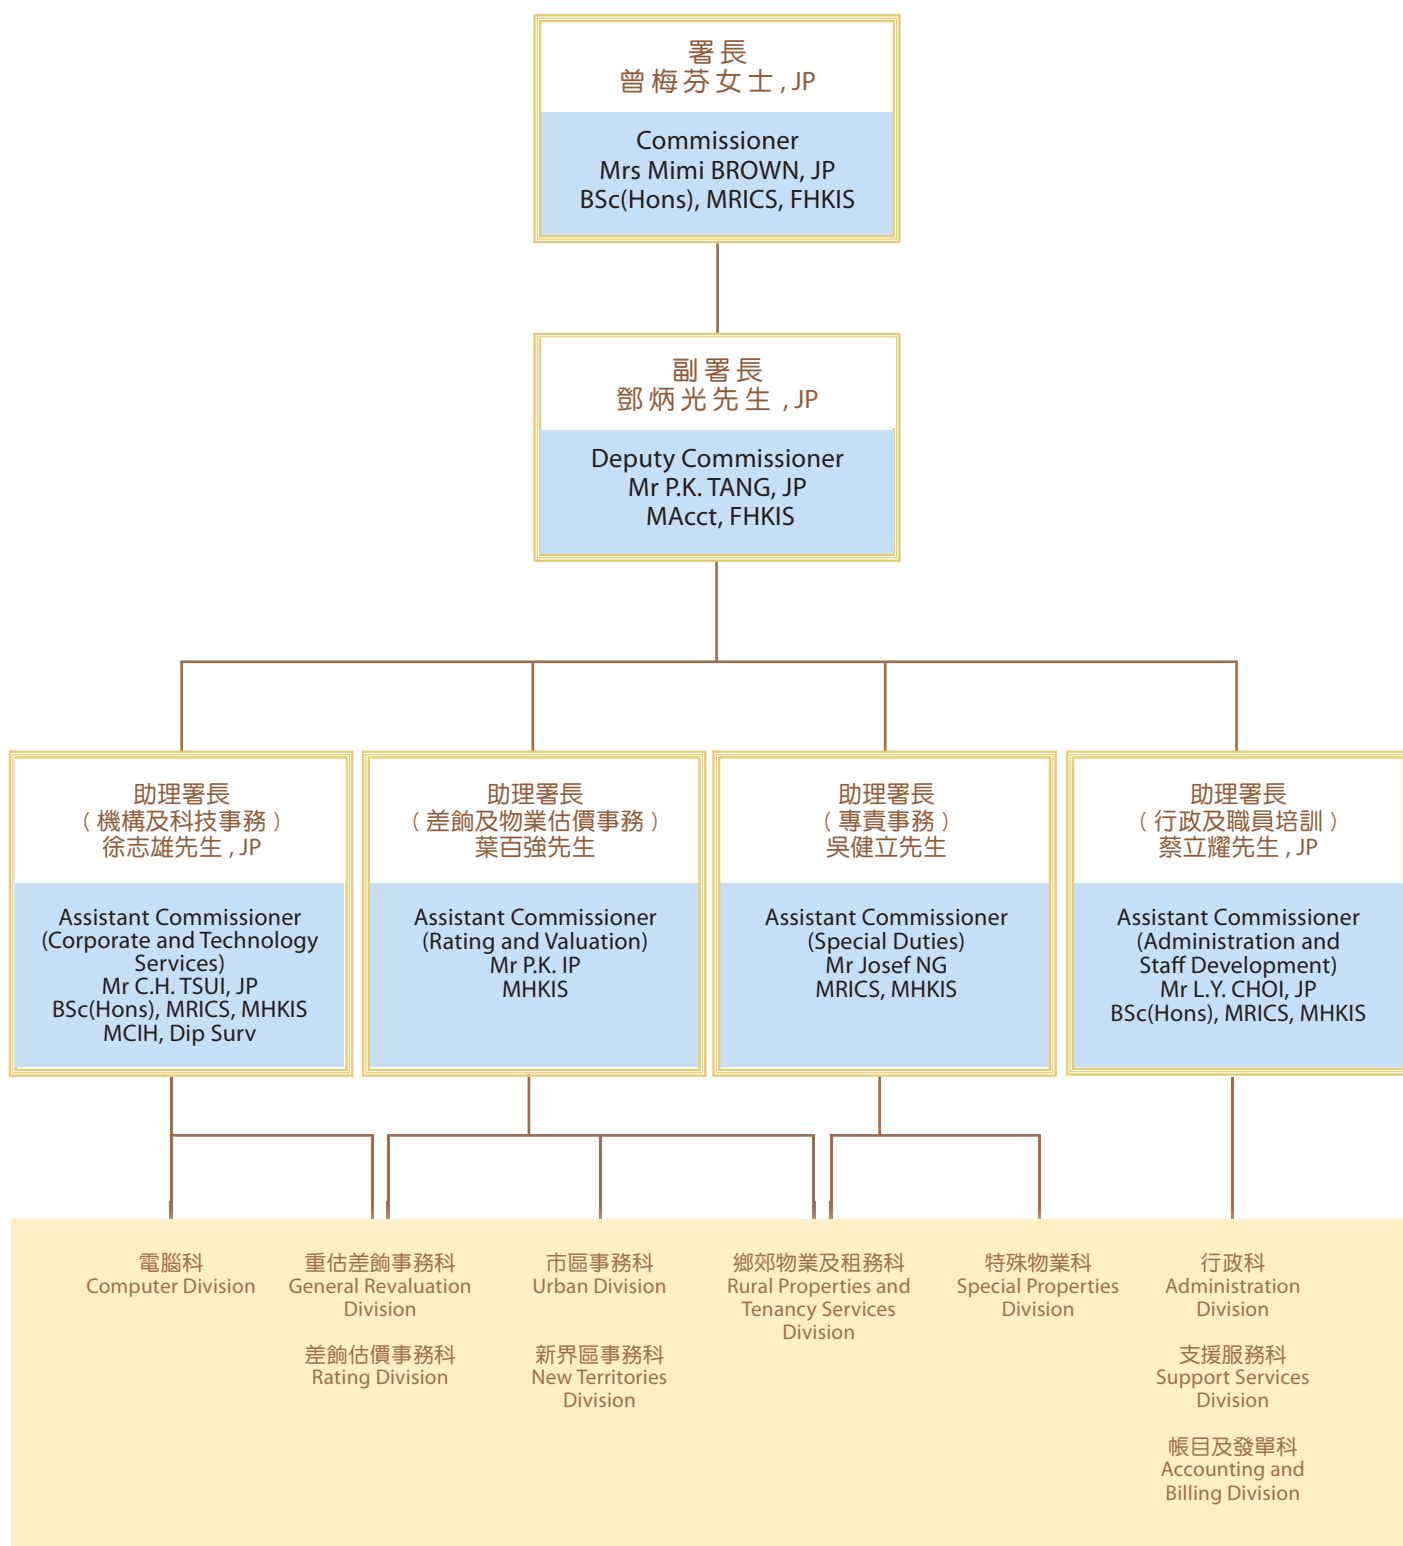 署長
曾梅芬女士, JP
Commissioner
Mrs Mimi BROWN, JP
BSc(Hons), MRICS, FHKIS
副署長
鄧炳光先生, JP
Deputy Commissioner
Mr P.K. TANG, JP
MAcct, FHKIS
助理署長
(機構及科技事務)
徐志雄先生, JP
Assistant Commissioner
(Corporate and Technology
Services)
Mr C.H. TSUI, JP
BSc(Hons), MRICS, MHKIS
MCIH, Dip Surv
助理署長
(差餉及物業估價事務)
葉百強先生
Assistant Commissioner
(Rating and Valuation)
Mr P.K. IP
MHKIS
助理署長
(專責事務)
吳健立先生
Assistant Commissioner
(Special Duties)
Mr Josef NG
MRICS, MHKIS
助理署長
(行政及職員培訓)
蔡立耀先生, JP
Assistant Commissioner
(Administration and
Staff Development)
Mr L.Y. CHOI, JP
BSc(Hons), MRICS, MHKIS
電腦科
Computer Division
重估差餉事務科
General Revaluation
Division
差餉估價事務科
Rating Division
市區事務科
Urban Division
新界區事務科
New Territories
Division
鄉郊物業及租務科
Rural Properties and
Tenancy Services
Division
特殊物業科
Special Properties
Division
行政科
Administration
Division
支援服務科
Support Services
Division
帳目及發單科
Accounting and
Billing Division